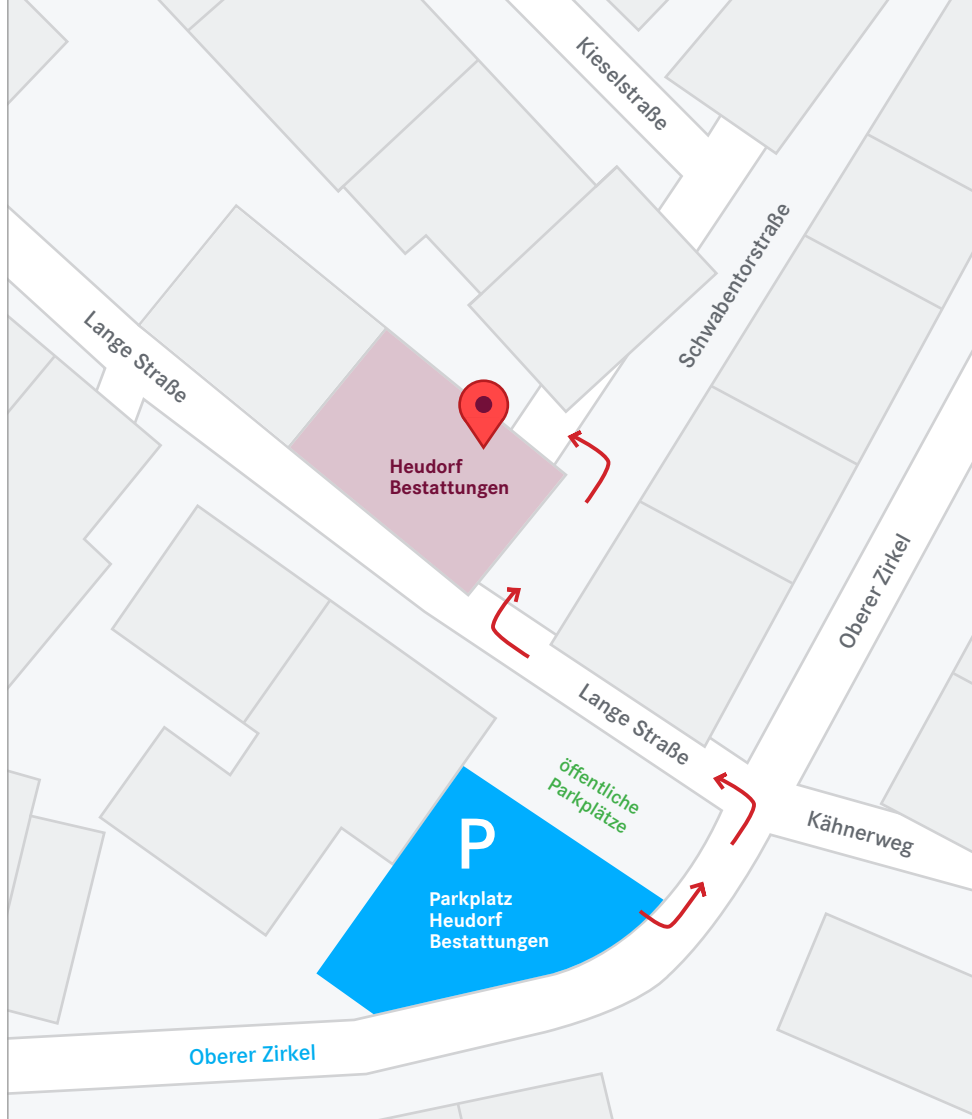 Kieselstraße
Schwabentorstraße
Lange Straße
Heudorf
Bestattungen
Oberer Zirkel
Lange Straße
öffentliche
Parkplätze
Kähnerweg
P
Parkplatz
Heudorf
Bestattungen
Oberer Zirkel